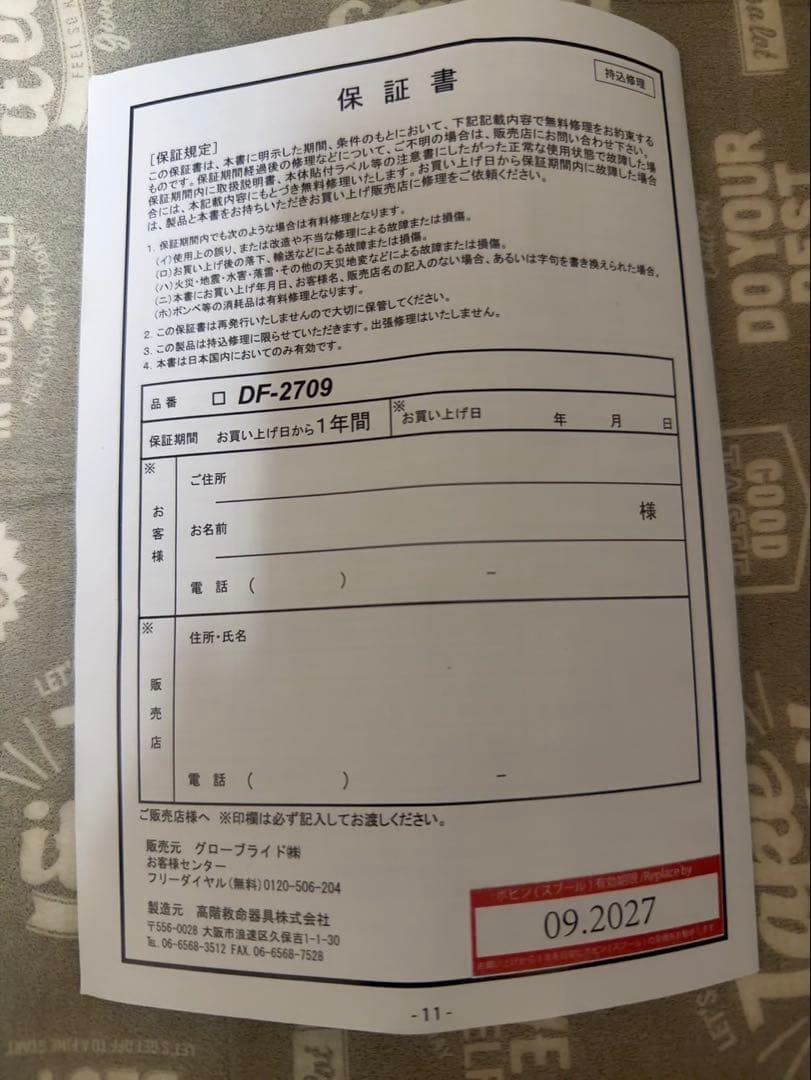 保証書
持込修理
[保証規定]
この保証書は、本書に明示した期間、条件のもとにおいて、下記記載内容で無料修理をお約束する
ものです。保証期間経過後の修理などについて、ご不明の場合は、販売店にお問い合わせ下さい。
保証期間内に取扱説明書、本体貼付ラベル等の注意書にしたがった正常な使用状態で故障した場
合には、本記載内容にもとづき無料修理いたします。お買い上げ日から保証期間内に故障した場合
は、製品と本書をお持ちいただきお買い上げ販売店に修理をご依頼ください。
1. 保証期間内でも次のような場合は有料修理となります。
(イ)使用上の誤り、または改造や不当な修理による故障または損傷。
(ロ)お買い上げ後の落下、輸送などによる故障または損傷。
(ハ)火災・地震・水害・落雷・その他の天災地変などによる故障または損傷。
(ニ)本書にお買い上げ年月日、お客様名、販売店名の記入のない場合、あるいは字句を書き換えられた場合。
(ホ)ボンベ等の消耗品は有料修理となります。
2. この保証書は再発行いたしませんので大切に保管してください。
3. この製品は持込修理に限らせていただきます。出張修理はいたしません。
4. 本書は日本国内においてのみ有効です。
品番 □ DF-2709
保証期間 お買い上げ日から1年間 ※お買い上げ日 年 月 日
※お客様
ご住所
お名前 様
電話 ( ) －
※販売店
住所・氏名
電話 ( ) －
ご販売店様へ ※印欄は必ず記入してお渡しください。
販売元 グローブライド㈱
お客様センター
フリーダイヤル(無料)0120-506-204
製造元 高階救命器具株式会社
〒556-0028 大阪市浪速区久保吉1-1-30
TEL. 06-6568-3512 FAX. 06-6568-7528
ボビン(スプール)有効期限/Replace by
09.2027
-11-
DO YOUR
BEST
GOOD
TASTE